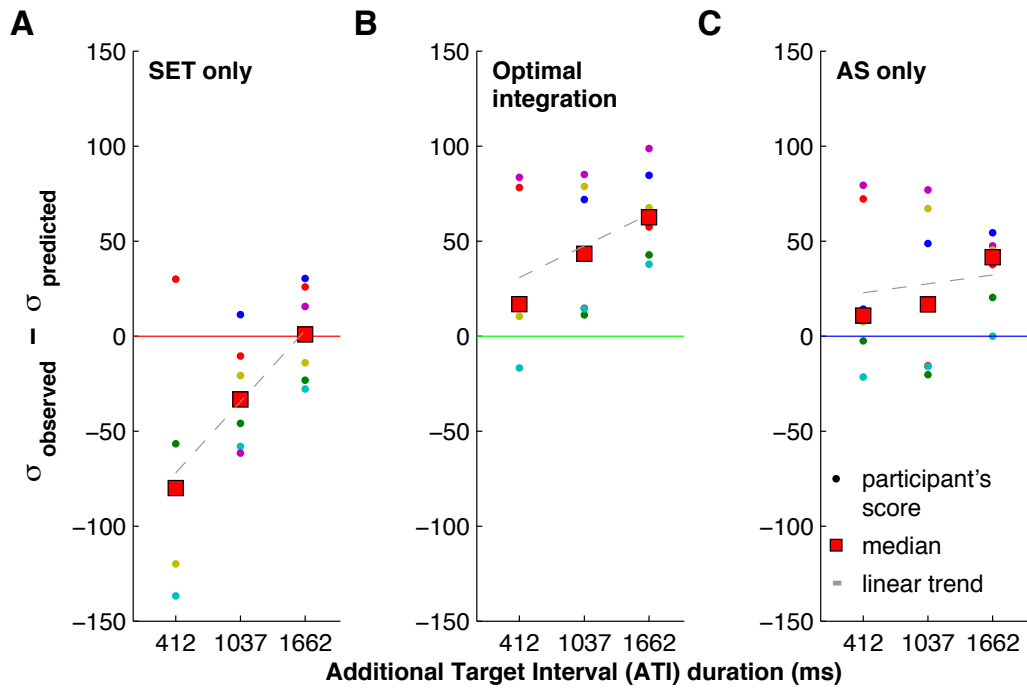 A
B
C
SET only
Optimal
integration
AS only
150
100
50
0
−50
−100
−150
150
100
50
0
−50
−100
−150
150
100
50
0
−50
−100
−150
σ observed − σ predicted
participant's
score
median
linear trend
412 1037 1662
412 1037 1662
412 1037 1662
Additional Target Interval (ATI) duration (ms)